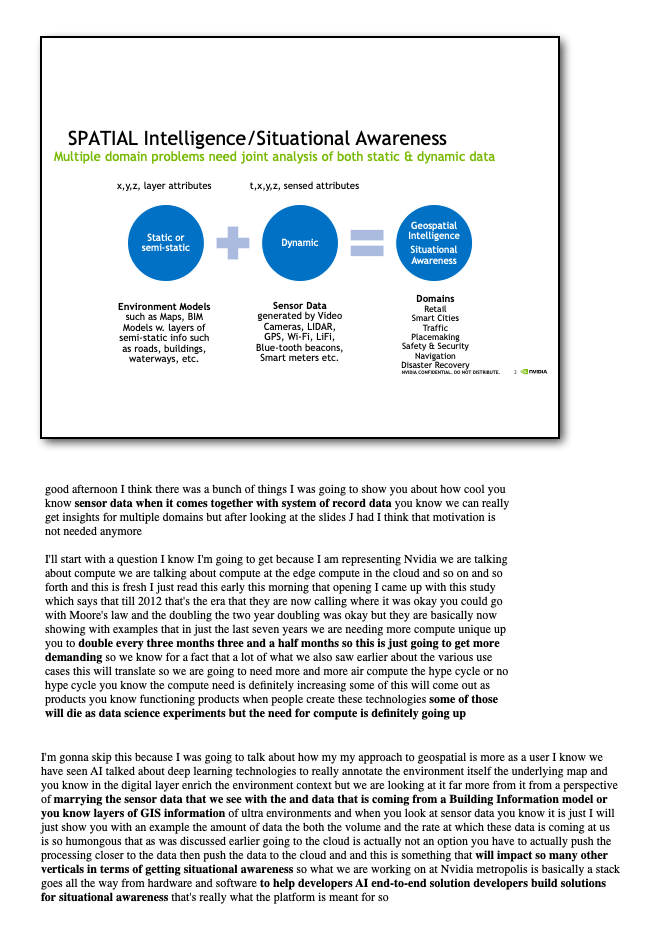 SPATIAL Intelligence/Situational Awareness
Multiple domain problems need joint analysis of both static & dynamic data
x,y,z, layer attributes
t,x,y,z, sensed attributes
Static or
semi-static
Dynamic
Geospatial
Intelligence
Situational
Awareness
Environment Models
such as Maps, BIM
Models w. layers of
semi-static info such
as roads, buildings,
waterways, etc.
Sensor Data
generated by Video
Cameras, LIDAR,
GPS, Wi-Fi, LiFi,
Blue-tooth beacons,
Smart meters etc.
Domains
Retail
Smart Cities
Traffic
Placemaking
Safety & Security
Navigation
Disaster Recovery
NVIDIA CONFIDENTIAL. DO NOT DISTRIBUTE. 2 NVIDIA
good afternoon I think there was a bunch of things I was going to show you about how cool you
know sensor data when it comes together with system of record data you know we can really
get insights for multiple domains but after looking at the slides J had I think that motivation is
not needed anymore
I'll start with a question I know I'm going to get because I am representing Nvidia we are talking
about compute we are talking about compute at the edge compute in the cloud and so on and so
forth and this is fresh I just read this early this morning that opening I came up with this study
which says that till 2012 that's the era that they are now calling where it was okay you could go
with Moore's law and the doubling the two year doubling was okay but they are basically now
showing with examples that in just the last seven years we are needing more compute unique up
you to double every three months three and a half months so this is just going to get more
demanding so we know for a fact that a lot of what we also saw earlier about the various use
cases this will translate so we are going to need more and more air compute the hype cycle or no
hype cycle you know the compute need is definitely increasing some of this will come out as
products you know functioning products when people create these technologies some of those
will die as data science experiments but the need for compute is definitely going up
I'm gonna skip this because I was going to talk about how my my approach to geospatial is more as a user I know we
have seen AI talked about deep learning technologies to really annotate the environment itself the underlying map and
you know in the digital layer enrich the environment context but we are looking at it far more from it from a perspective
of marrying the sensor data that we see with the and data that is coming from a Building Information model or
you know layers of GIS information of ultra environments and when you look at sensor data you know it is just I will
just show you with an example the amount of data the both the volume and the rate at which these data is coming at us
is so humongous that as was discussed earlier going to the cloud is actually not an option you have to actually push the
processing closer to the data then push the data to the cloud and and this is something that will impact so many other
verticals in terms of getting situational awareness so what we are working on at Nvidia metropolis is basically a stack
goes all the way from hardware and software to help developers AI end-to-end solution developers build solutions
for situational awareness that's really what the platform is meant for so